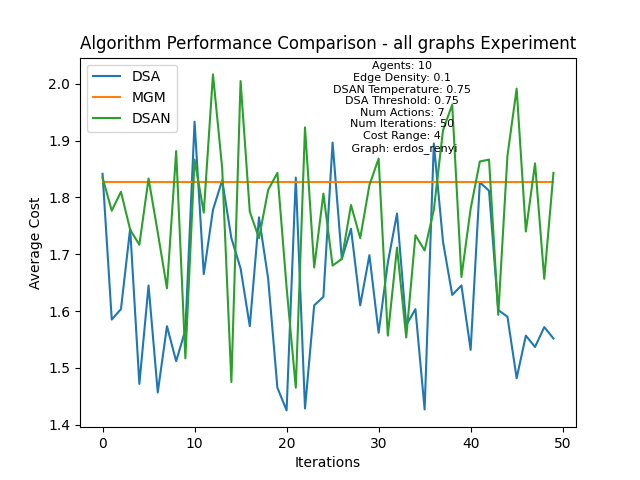 Algorithm Performance Comparison - all graphs Experiment
DSA
MGM
DSAN
Agents: 10
Edge Density: 0.1
DSAN Temperature: 0.75
DSA Threshold: 0.75
Num Actions: 7
Num Iterations: 50
Cost Range: 4
Graph: erdos_renyi
Average Cost
2.0
1.9
1.8
1.7
1.6
1.5
1.4
0 10 20 30 40 50
Iterations